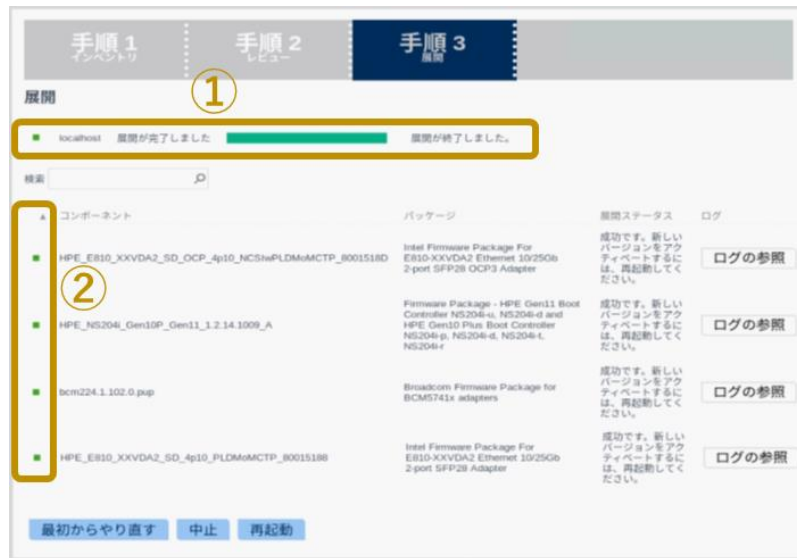 手順 1
インベントリ
手順 2
レビュー
手順 3
展開
展開
①
localhost 展開が完了しました 展開が終了しました。
検索
▲ コンポーネント パッケージ 展開ステータス ログ
HPE_E810_XXVDA2_SD_OCP_4p10_NCSIwPLDMoMCTP_8001518D
Intel Firmware Package For
E810-XXVDA2 Ethernet 10/25Gb
2-port SFP28 OCP3 Adapter
成功です。新しい
バージョンをアク
ティベートするに
は、再起動してく
ださい。
ログの参照
②
HPE_NS204i_Gen10P_Gen11_1.2.14.1009_A
Firmware Package - HPE Gen11 Boot
Controller NS204i-u, NS204i-d and
HPE Gen10 Plus Boot Controller
NS204i-p, NS204i-d, NS204i-t,
NS204i-r
成功です。新しい
バージョンをアク
ティベートするに
は、再起動してく
ださい。
ログの参照
bcm224.1.102.0.pup
Broadcom Firmware Package for
BCM5741x adapters
成功です。新しい
バージョンをアク
ティベートするに
は、再起動してく
ださい。
ログの参照
HPE_E810_XXVDA2_SD_4p10_PLDMoMCTP_8001518B
Intel Firmware Package For
E810-XXVDA2 Ethernet 10/25Gb
2-port SFP28 Adapter
成功です。新しい
バージョンをアク
ティベートするに
は、再起動してく
ださい。
ログの参照
最初からやり直す 中止 再起動